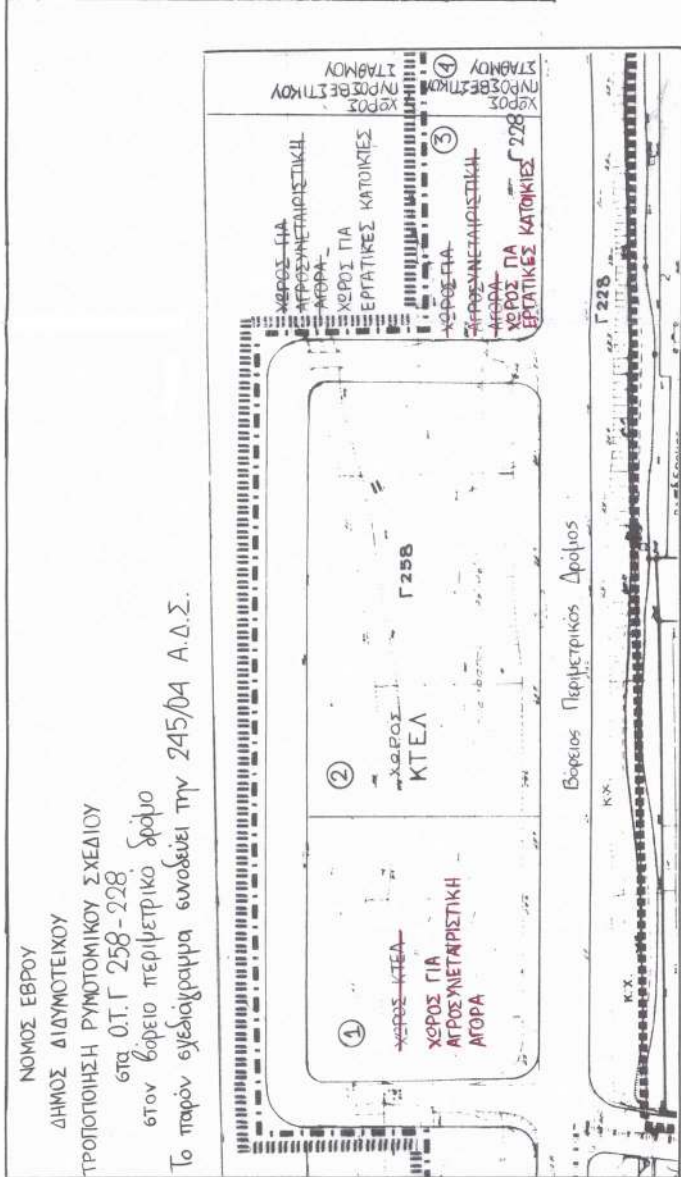 ΝΟΜΟΣ ΕΒΡΟΥ
ΔΗΜΟΣ ΔΙΔΥΜΟΤΕΙΧΟΥ
ΤΡΟΠΟΠΟΙΗΣΗ ΡΥΜΟΤΟΜΙΚΟΥ ΣΧΕΔΙΟΥ
στα Ο.Τ. Γ 258-228
στον βόρειο περιμετρικό δρόμο
Το παρόν σχεδιάγραμμα συνοδεύει την 245/04 Α.Δ.Σ.
ΧΩΡΟΣ ΓΙΑ
ΑΓΡΟΣΥΝΕΤΑΙΡΙΣΤΙΚΗ
ΑΓΟΡΑ
ΧΩΡΟΣ ΓΙΑ
ΕΡΓΑΤΙΚΕΣ ΚΑΤΟΙΚΙΕΣ
ΧΩΡΟΣ
ΠΥΡΟΣΒΕΣΤΙΚΟΥ
ΣΤΑΘΜΟΥ
①
ΧΩΡΟΣ ΚΤΕΛ
ΧΩΡΟΣ ΓΙΑ
ΑΓΡΟΣΥΝΕΤΑΙΡΙΣΤΙΚΗ
ΑΓΟΡΑ
②
ΧΩΡΟΣ
ΚΤΕΛ
Γ258
③
ΧΩΡΟΣ ΓΙΑ
ΑΓΡΟΣΥΝΕΤΑΙΡΙΣΤΙΚΗ
ΑΓΟΡΑ
ΧΩΡΟΣ ΓΙΑ
ΕΡΓΑΤΙΚΕΣ ΚΑΤΟΙΚΙΕΣ
Γ228
④
ΧΩΡΟΣ
ΠΥΡΟΣΒΕΣΤΙΚΟΥ
ΣΤΑΘΜΟΥ
Βόρειος Περιμετρικός Δρόμος
Κ.Χ.
Κ.Χ.
Γ228
2